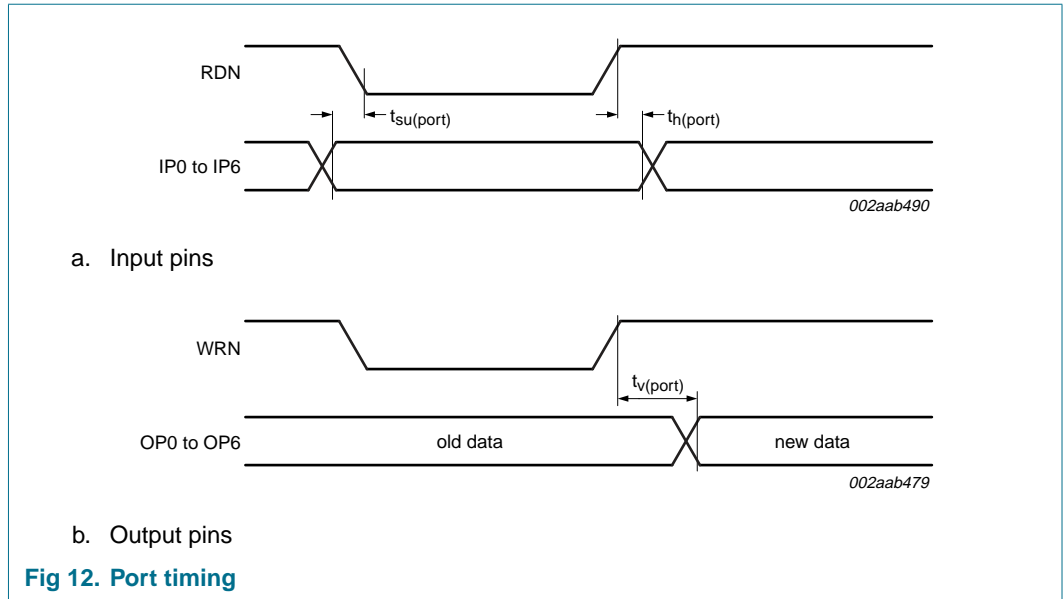 RDN
tsu(port)
th(port)
IP0 to IP6
002aab490
a. Input pins
WRN
tv(port)
OP0 to OP6
old data
new data
002aab479
b. Output pins
Fig 12. Port timing